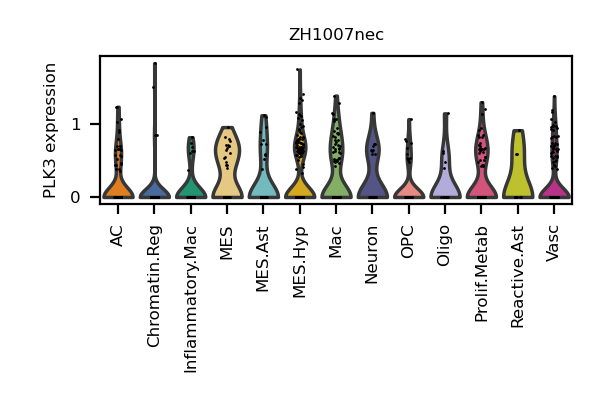 ZH1007nec
PLK3 expression
1
0
AC
Chromatin.Reg
Inflammatory.Mac
MES
MES.Ast
MES.Hyp
Mac
Neuron
OPC
Oligo
Prolif.Metab
Reactive.Ast
Vasc